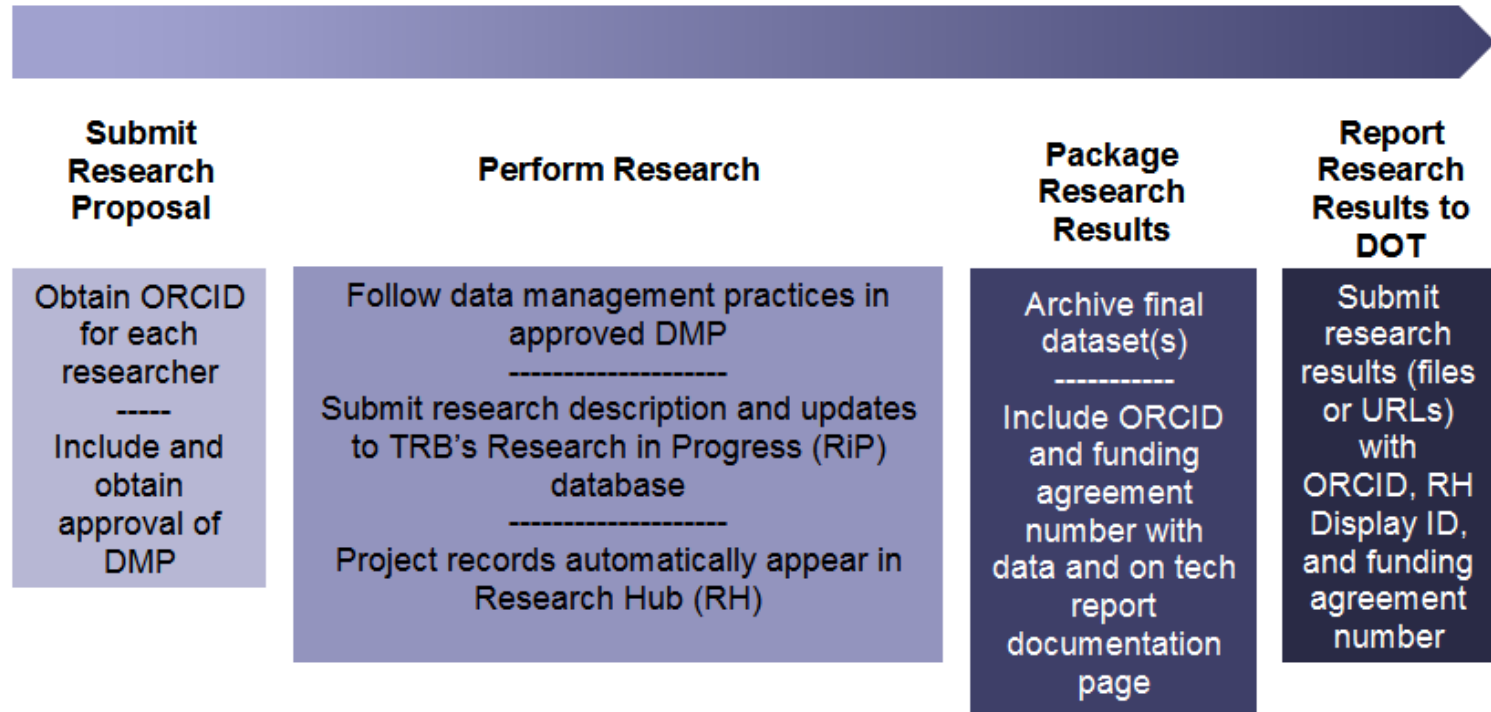 Submit
Research
Proposal
Obtain ORCID
for each
researcher
-----
Include and
obtain
approval of
DMP
Perform Research
Follow data management practices in
approved DMP
--------------------
Submit research description and updates
to TRB's Research in Progress (RiP)
database
--------------------
Project records automatically appear in
Research Hub (RH)
Package
Research
Results
Archive final
dataset(s)
-----------
Include ORCID
and funding
agreement
number with
data and on tech
report
documentation
page
Report
Research
Results to
DOT
Submit
research
results (files
or URLs)
with
ORCID, RH
Display ID,
and funding
agreement
number